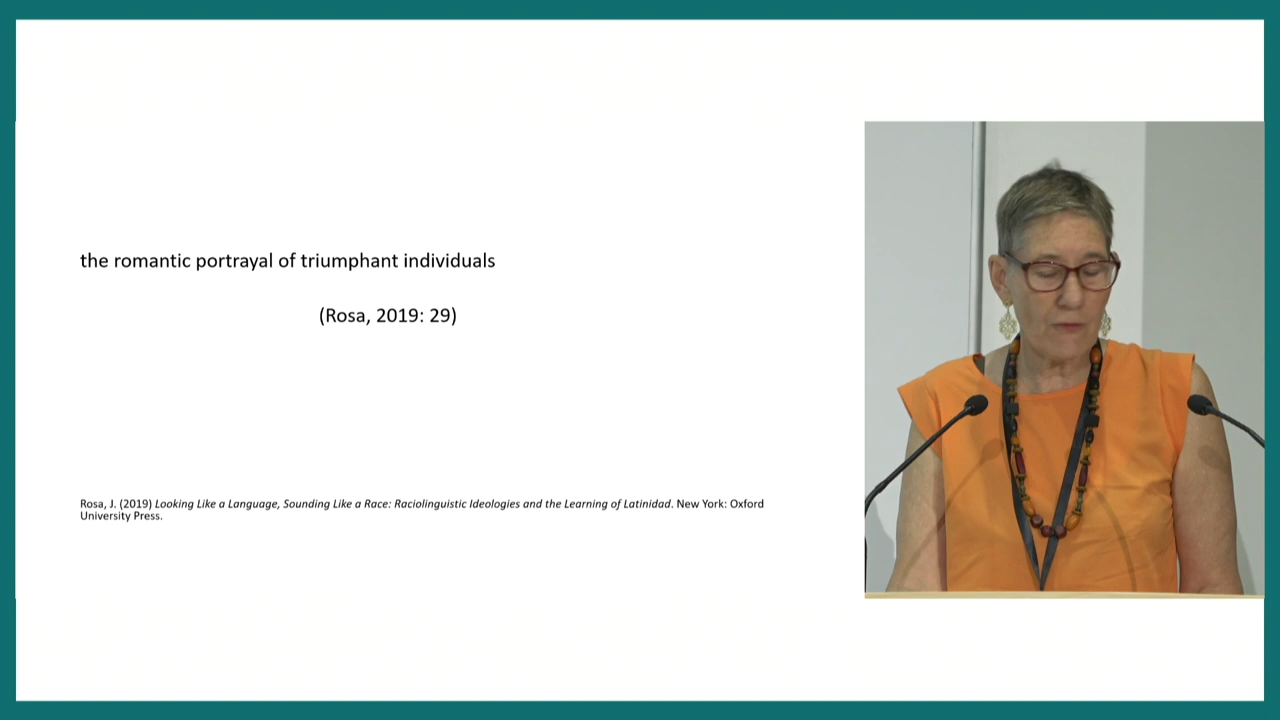 the romantic portrayal of triumphant individuals
(Rosa, 2019: 29)
Rosa, J. (2019) Looking Like a Language, Sounding Like a Race: Raciolinguistic Ideologies and the Learning of Latinidad. New York: Oxford
University Press.